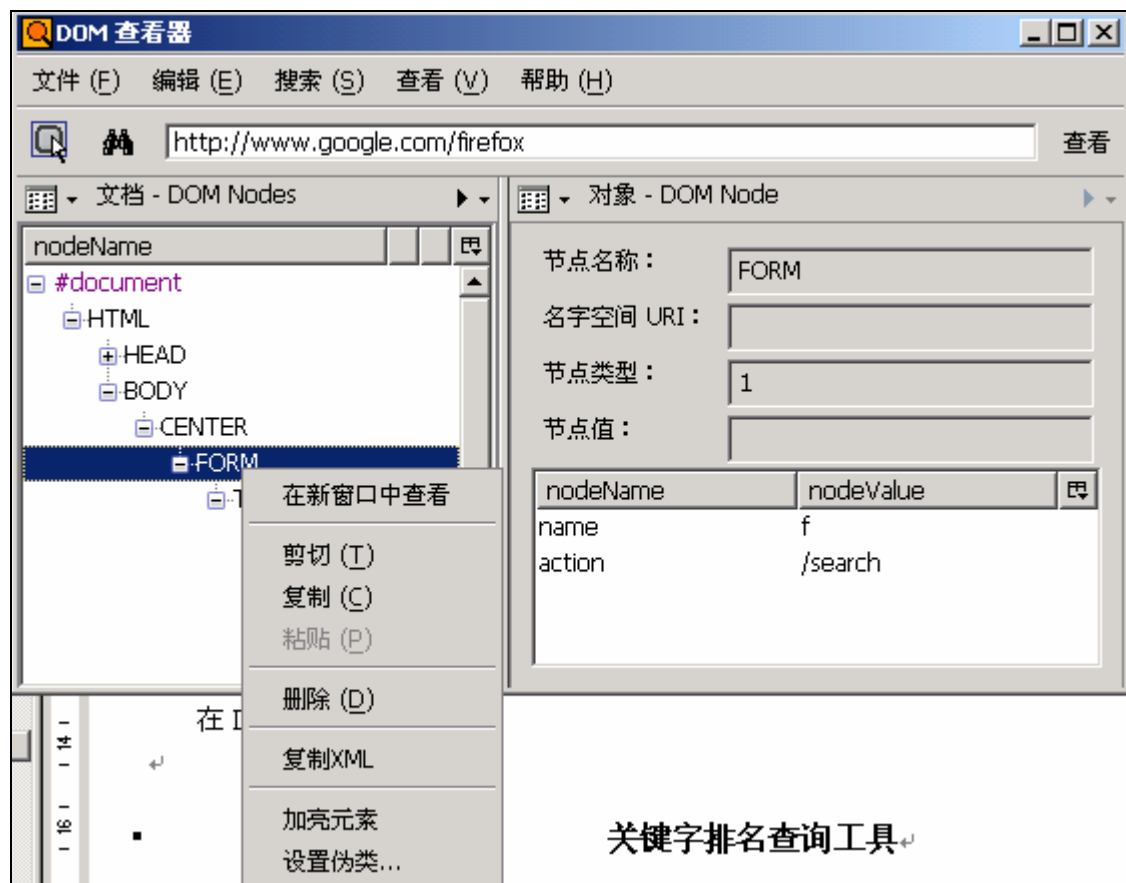 DOM 查看器
文件 (F) 编辑 (E) 搜索 (S) 查看 (V) 帮助 (H)
http://www.google.com/firefox 查看
文档 - DOM Nodes
nodeName
#document
HTML
HEAD
BODY
CENTER
FORM
T
对象 - DOM Node
节点名称： FORM
名字空间 URI：
节点类型： 1
节点值：
nodeName nodeValue
name f
action /search
在新窗口中查看
剪切 (T)
复制 (C)
粘贴 (P)
删除 (D)
复制XML
加亮元素
设置伪类...
14
16
在
关键字排名查询工具